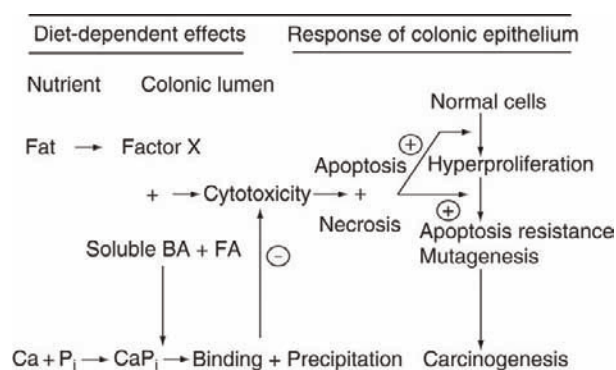 Diet-dependent effects Response of colonic epithelium
Nutrient Colonic lumen
Normal cells
Fat → Factor X
+
Apoptosis Hyperproliferation
+ → Cytotoxicity → +
+
Necrosis
Apoptosis resistance
Soluble BA + FA
−
Mutagenesis
Ca + Pi → CaPi → Binding + Precipitation Carcinogenesis